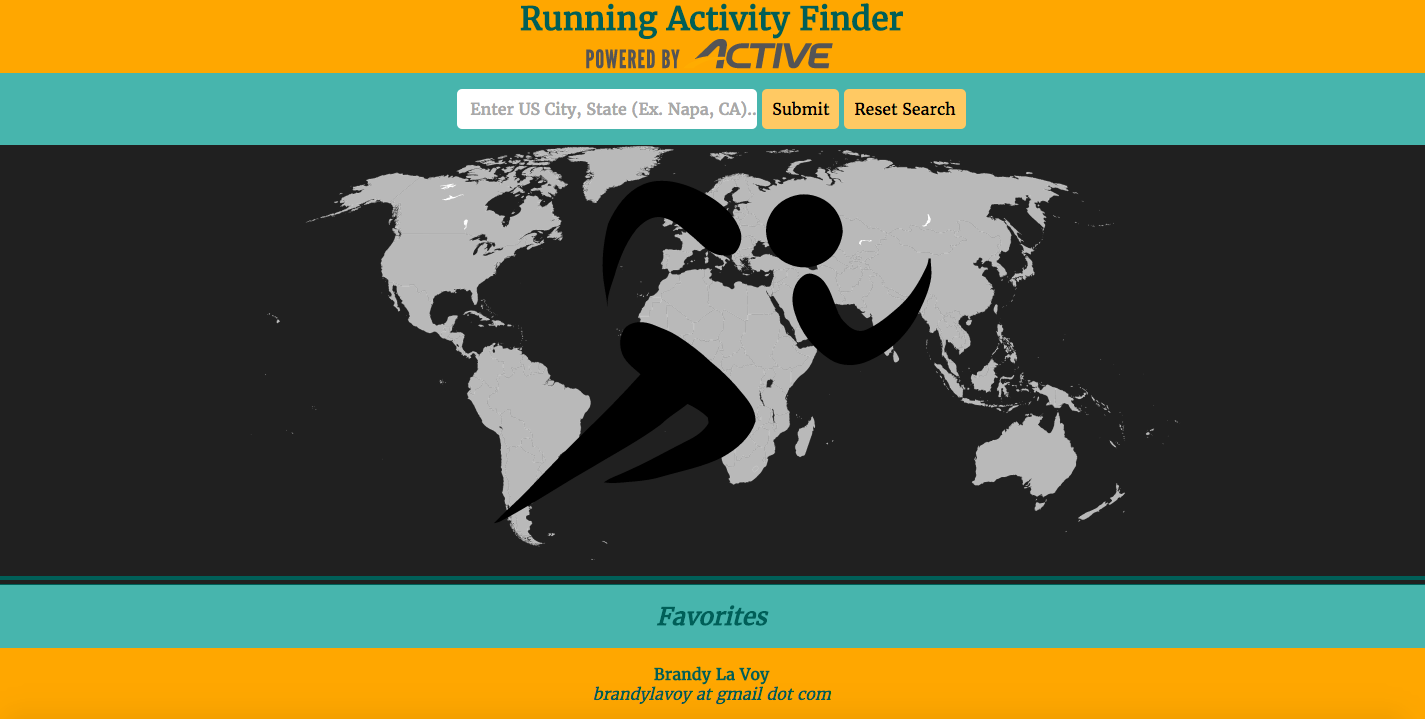 Running Activity Finder
POWERED BY ACTIVE
Enter US City, State (Ex. Napa, CA)..
Submit
Reset Search
Favorites
Brandy La Voy
brandylavoy at gmail dot com